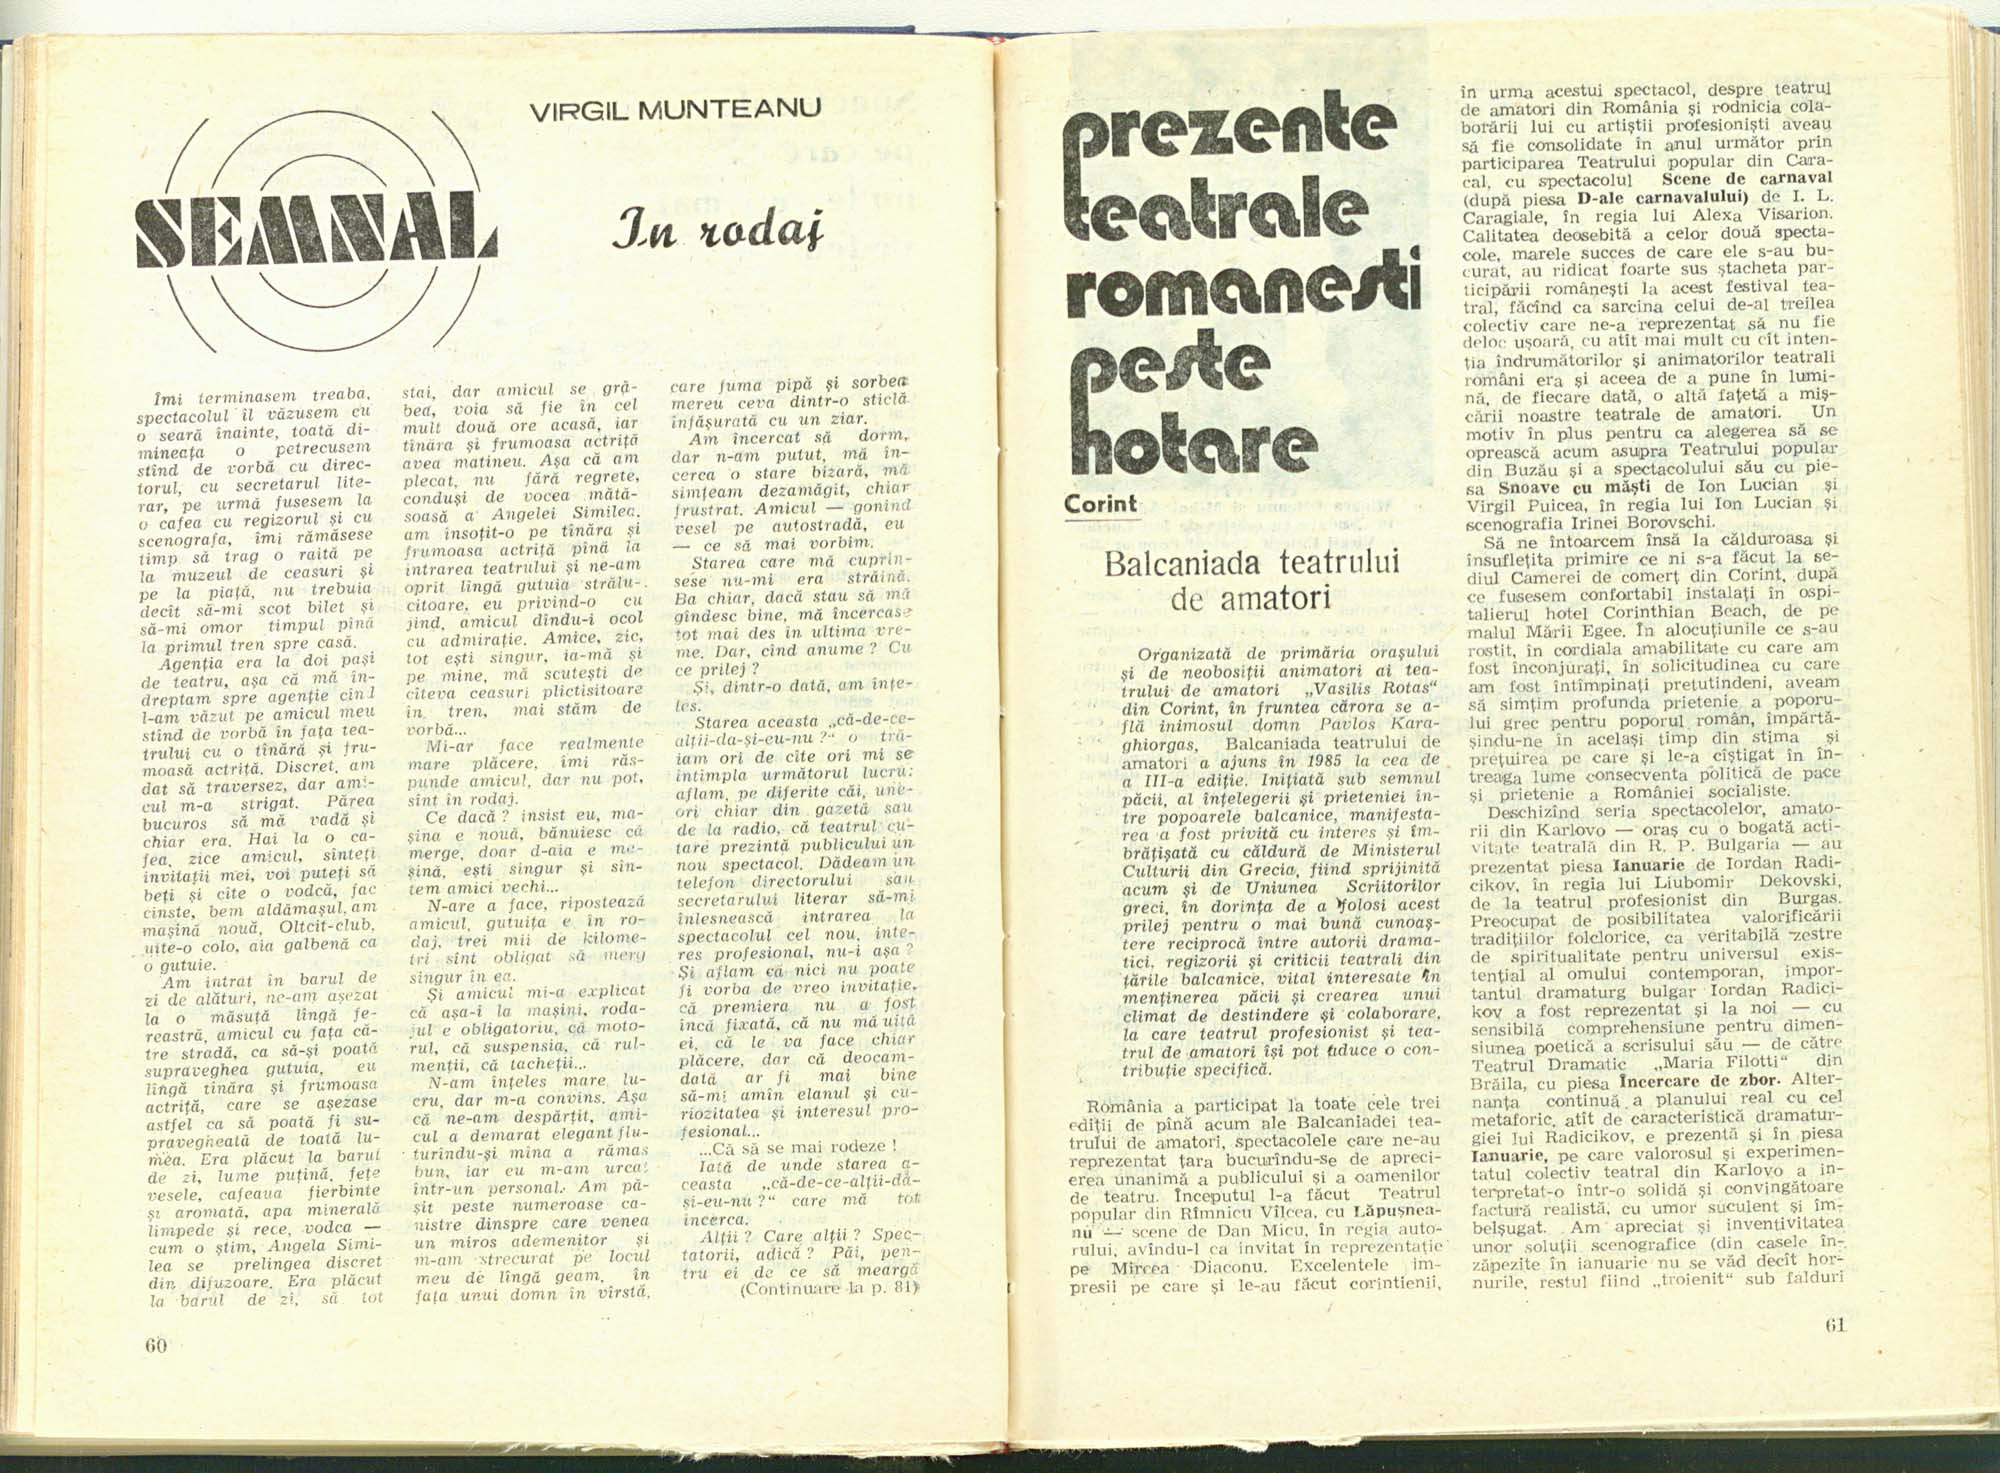 VIRGIL MUNTEANU
SEMNAL
In rodaj
Îmi terminasem treaba,
spectacolul îl văzusem cu
o seară înainte, toată di-
mineața o petrecusem
stînd de vorbă cu direc-
torul, cu secretarul lite-
rar, pe urmă fusesem la
o cafea cu regizorul și cu
scenografa, îmi rămăsese
timp să trag o raită pe
la muzeul de ceasuri și
pe la piață, nu trebuia
decît să-mi scot bilet și
să-mi omor timpul pînă
la primul tren spre casă.
Agenția era la doi pași
de teatru, așa că mă în-
dreptam spre agenție cînd
l-am văzut pe amicul meu
stînd de vorbă în fața tea-
trului cu o tînără și fru-
moasă actriță. Discret, am
dat să traversez, dar ami-
cul m-a strigat. Părea
bucuros să mă vadă și
chiar era. Hai la o ca-
fea, zice amicul, sînteți
invitații mei, voi puteți să
beți și cîte o vodcă, fac
cinste, bem aldămașul, am
mașină nouă, Oltcit-club,
uite-o colo, aia galbenă ca
o gutuie.
Am intrat în barul de
zi de alături, ne-am așezat
la o măsuță lîngă fe-
reastră, amicul cu fața că-
tre stradă, ca să-și poată
supraveghea gutuia, eu
lîngă tînăra și frumoasa
actriță, care se așezase
astfel ca să poată fi su-
pravegheată de toată lu-
mea. Era plăcut la barul
de zi, lume puțină, fețe
vesele, cafeaua fierbinte
și aromată, apa minerală
limpede și rece, vodca —
cum o știm, Angela Simi-
lea se prelingea discret
din difuzoare. Era plăcut
la barul de zi, să tot
stai, dar amicul se gră-
bea, voia să fie în cel
mult două ore acasă, iar
tînăra și frumoasa actriță
avea matineu. Așa că am
plecat, nu fără regrete,
conduși de vocea mătă-
soasă a Angelei Similea,
am însoțit-o pe tînăra și
frumoasa actriță pînă la
intrarea teatrului și ne-am
oprit lîngă gutuia strălu-
citoare, eu privind-o cu
jind, amicul dîndu-i ocol
cu admirație. Amice, zic,
tot ești singur, ia-mă și
pe mine, mă scutești de
cîteva ceasuri plictisitoare
în tren, mai stăm de
vorbă...
Mi-ar face realmente
mare plăcere, îmi răs-
punde amicul, dar nu pot,
sînt în rodaj.
Ce dacă ? insist eu, ma-
șina e nouă, bănuiesc că
merge, doar d-aia e ma-
șină, ești singur și sîn-
tem amici vechi...
N-are a face, ripostează
amicul, gutuița e în ro-
daj, trei mii de kilome-
tri sînt obligat să merg
singur în ea.
Și amicul mi-a explicat
că așa-i la mașini, roda-
jul e obligatoriu, că moto-
rul, că suspensia, că rul-
menții, că tacheții...
N-am înțeles mare lu-
cru, dar m-a convins. Așa
că ne-am despărțit, ami-
cul a demarat elegant flu-
turîndu-și mîna a rămas
bun, iar eu m-am urcat
într-un personal. Am pă-
șit peste numeroase ca-
nistre dinspre care venea
un miros ademenitor și
m-am strecurat pe locul
meu de lîngă geam, în
fața unui domn în vîrstă,
care fuma pipă și sorbea
mereu ceva dintr-o sticlă
înfășurată cu un ziar.
Am încercat să dorm,
dar n-am putut, mă în-
cerca o stare bizară, mă
simțeam dezamăgit, chiar
frustrat. Amicul — gonind
vesel pe autostradă, eu
— ce să mai vorbim.
Starea care mă cuprin-
sese nu-mi era străină.
Ba chiar, dacă stau să mă
gîndesc bine, mă încercase
tot mai des în ultima vre-
me. Dar, cînd anume ? Cu
ce prilej ?
Și, dintr-o dată, am înțe-
les.
Starea aceasta „că-de-ce-
alții-da-și-eu-nu ?“ o tră-
iam ori de cîte ori mi se
întîmpla următorul lucru:
aflam, pe diferite căi, une-
ori chiar din gazetă sau
de la radio, că teatrul cu-
tare prezintă publicului un
nou spectacol. Dădeam un
telefon directorului sau
secretarului literar să-mi
înlesnească intrarea la
spectacolul cel nou, inte-
res profesional, nu-i așa ?
Și aflam că nici nu poate
fi vorba de vreo invitație,
că premiera nu a fost
încă fixată, că nu mă uită
ei, că le va face chiar
plăcere, dar că deocam-
dată ar fi mai bine
să-mi amîn elanul și cu-
riozitatea și interesul pro-
fesional...
...Că să se mai rodeze !
Iată de unde starea a-
ceasta „că-de-ce-alții-da-
și-eu-nu ?“ care mă tot
încerca.
Alții ? Care alții ? Spec-
tatorii, adică ? Păi, pen-
tru ei de ce să meargă
(Continuare la p. 81)
60
prezente
teatrale
romanești
peste
hotare
Corint
Balcaniada teatrului
de amatori
Organizată de primăria orașului
și de neobosiții animatori ai tea-
trului de amatori „Vasilis Rotas“
din Corint, în fruntea cărora se a-
flă inimosul domn Pavlos Kara-
ghiorgas, Balcaniada teatrului de
amatori a ajuns în 1985 la cea de
a III-a ediție. Inițiată sub semnul
păcii, al înțelegerii și prieteniei în-
tre popoarele balcanice, manifesta-
rea a fost privită cu interes și îm-
brățișată cu căldură de Ministerul
Culturii din Grecia, fiind sprijinită
acum și de Uniunea Scriitorilor
greci, în dorința de a folosi acest
prilej pentru o mai bună cunoaș-
tere reciprocă între autorii drama-
tici, regizorii și criticii teatrali din
țările balcanice, vital interesate în
menținerea păcii și crearea unui
climat de destindere și colaborare,
la care teatrul profesionist și tea-
trul de amatori își pot aduce o con-
tribuție specifică.
România a participat la toate cele trei
ediții de pînă acum ale Balcaniadei tea-
trului de amatori, spectacolele care ne-au
reprezentat țara bucurîndu-se de apreci-
erea unanimă a publicului și a oamenilor
de teatru. Începutul l-a făcut Teatrul
popular din Rîmnicu Vîlcea, cu Lăpușnea-
nu — scene de Dan Micu, în regia auto-
rului, avîndu-l ca invitat în reprezentație
pe Mircea Diaconu. Excelentele im-
presii pe care și le-au făcut corintienii,
în urma acestui spectacol, despre teatrul
de amatori din România și rodnicia cola-
borării lui cu artiștii profesioniști aveau
să fie consolidate în anul următor prin
participarea Teatrului popular din Cara-
cal, cu spectacolul Scene de carnaval
(după piesa D-ale carnavalului) de I. L.
Caragiale, în regia lui Alexa Visarion.
Calitatea deosebită a celor două specta-
cole, marele succes de care ele s-au bu-
curat, au ridicat foarte sus ștacheta par-
ticipării românești la acest festival tea-
tral, făcînd ca sarcina celui de-al treilea
colectiv care ne-a reprezentat să nu fie
deloc ușoară, cu atît mai mult cu cît inten-
ția îndrumătorilor și animatorilor teatrali
români era și aceea de a pune în lumi-
nă, de fiecare dată, o altă fațetă a miș-
cării noastre teatrale de amatori. Un
motiv în plus pentru ca alegerea să se
oprească acum asupra Teatrului popular
din Buzău și a spectacolului său cu pie-
sa Snoave cu măști de Ion Lucian și
Virgil Puicea, în regia lui Ion Lucian și
scenografia Irinei Borovschi.
Să ne întoarcem însă la călduroasa și
însuflețita primire ce ni s-a făcut la se-
diul Camerei de comerț din Corint, după
ce fusesem confortabil instalați în ospi-
talierul hotel Corinthian Beach, de pe
malul Mării Egee. În alocuțiunile ce s-au
rostit, în cordiala amabilitate cu care am
fost înconjurați, în solicitudinea cu care
am fost întîmpinați pretutindeni, aveam
să simțim profunda prietenie a poporu-
lui grec pentru poporul român, împărtă-
șindu-ne în același timp din stima și
prețuirea pe care și le-a cîștigat în în-
treaga lume consecventa politică de pace
și prietenie a României socialiste.
Deschizînd seria spectacolelor, amato-
rii din Karlovo — oraș cu o bogată acti-
vitate teatrală din R. P. Bulgaria — au
prezentat piesa Ianuarie de Iordan Radi-
cikov, în regia lui Liubomir Dekovski,
de la teatrul profesionist din Burgas.
Preocupat de posibilitatea valorificării
tradițiilor folclorice, ca veritabilă zestre
de spiritualitate pentru universul exis-
tențial al omului contemporan, impor-
tantul dramaturg bulgar Iordan Radici-
kov a fost reprezentat și la noi — cu
sensibilă comprehensiune pentru dimen-
siunea poetică a scrisului său — de către
Teatrul Dramatic „Maria Filotti“ din
Brăila, cu piesa Încercare de zbor. Alter-
nanța continuă a planului real cu cel
metaforic, atît de caracteristică dramatur-
giei lui Radicikov, e prezentă și în piesa
Ianuarie, pe care valorosul și experimen-
tatul colectiv teatral din Karlovo a in-
terpretat-o într-o solidă și convingătoare
factură realistă, cu umor suculent și îm-
belșugat. Am apreciat și inventivitatea
unor soluții scenografice (din casele în-
zăpezite în ianuarie nu se văd decît hor-
nurile, restul fiind „troienit“ sub falduri
61